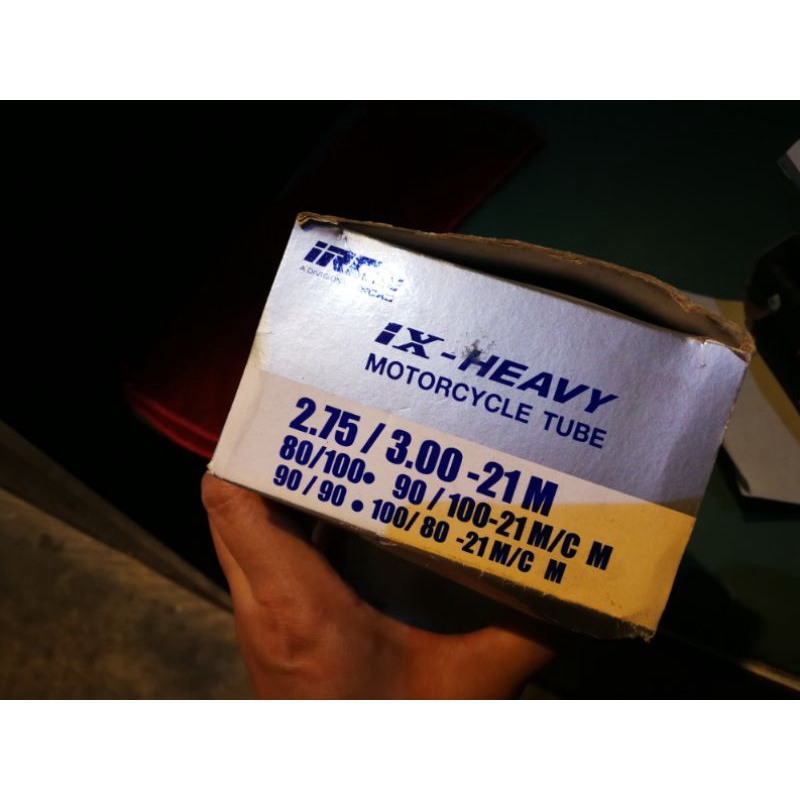 iRC
A DIVISION
iX-HEAVY
MOTORCYCLE TUBE
2.75 / 3.00 -21 M
80/100• 90 / 100-21 M/C M
90 / 90 • 100/ 80 -21 M/C M